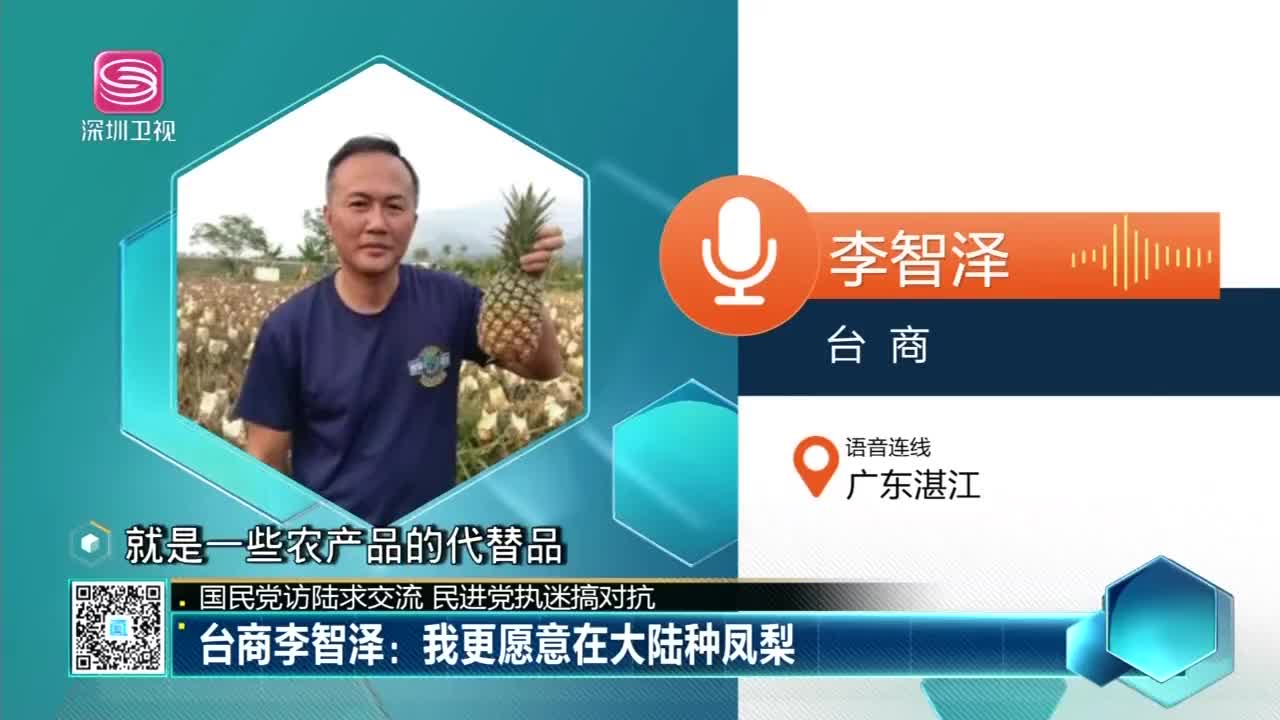 深圳卫视
李智泽
台商
语音连线
广东湛江
就是一些农产品的代替品
国民党访陆求交流 民进党执迷搞对抗
台商李智泽：我更愿意在大陆种凤梨